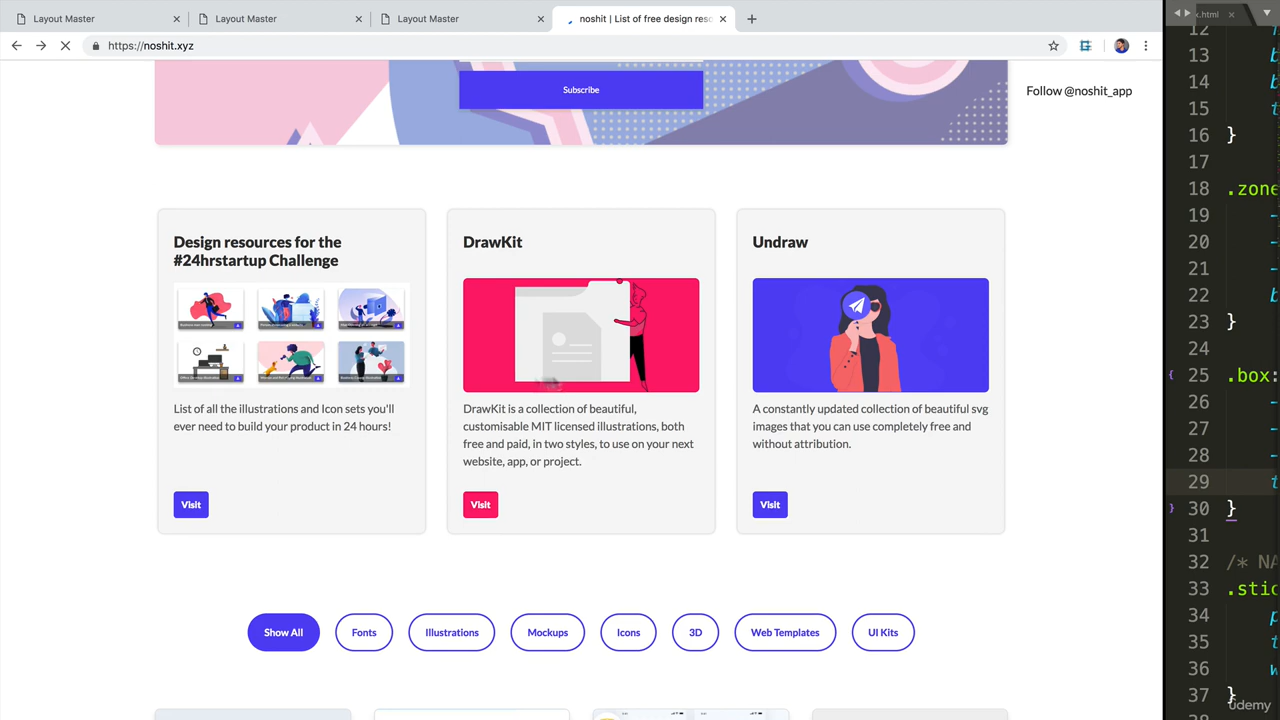 Layout Master
Layout Master
Layout Master
noshit | List of free design reso
https://noshit.xyz
Subscribe
Follow @noshit_app
Design resources for the
#24hrstartup Challenge
List of all the illustrations and Icon sets you'll
ever need to build your product in 24 hours!
Visit
DrawKit
DrawKit is a collection of beautiful,
customisable MIT licensed illustrations, both
free and paid, in two styles, to use on your next
website, app, or project.
Visit
Undraw
A constantly updated collection of beautiful svg
images that you can use completely free and
without attribution.
Visit
Show All
Fonts
Illustrations
Mockups
Icons
3D
Web Templates
UI Kits
x.html
12
13 b
14 b
15 t
16 }
17
18 .zone
19 -
20 -
21 -
22 b
23 }
24
25 .box:
26 -
27 -
28 -
29 t
30 }
31
32 /* NA
33 .stic
34 p
35 t
36 w
37 }
38
udemy